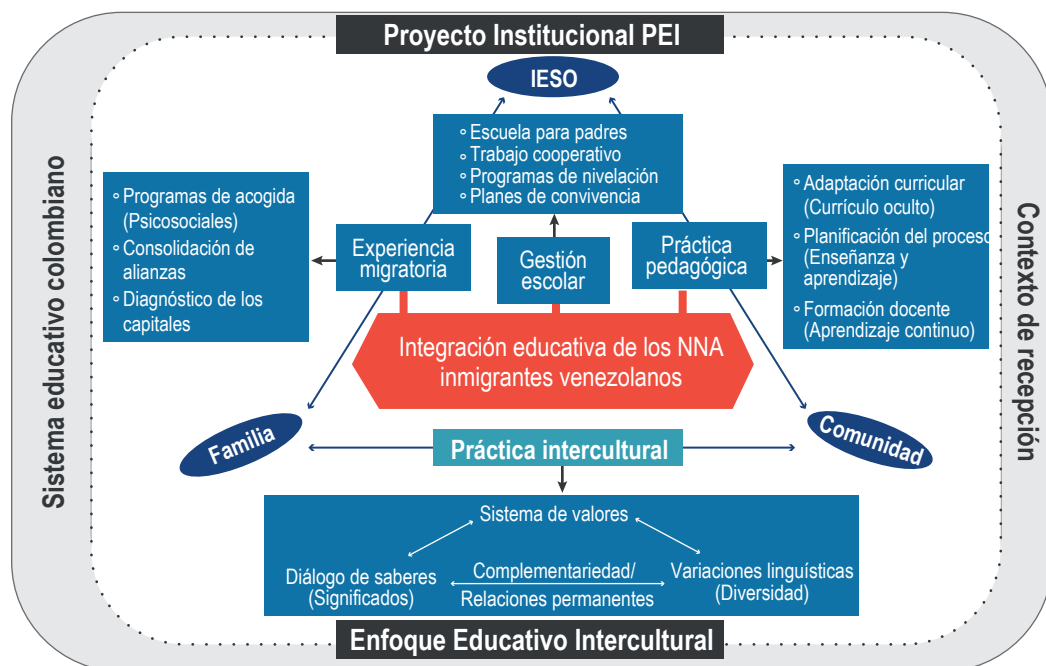 Proyecto Institucional PEI
IESO
Sistema educativo colombiano
Contexto de recepción
Escuela para padres
Trabajo cooperativo
Programas de nivelación
Planes de convivencia
Programas de acogida
(Psicosociales)
Consolidación de
alianzas
Diagnóstico de los
capitales
Experiencia
migratoria
Gestión
escolar
Práctica
pedagógica
Adaptación curricular
(Currículo oculto)
Planificación del proceso
(Enseñanza y
aprendizaje)
Formación docente
(Aprendizaje continuo)
Integración educativa de los NNA
inmigrantes venezolanos
Familia
Práctica intercultural
Comunidad
Sistema de valores
Diálogo de saberes
(Significados)
Complementariedad/
Relaciones permanentes
Variaciones linguísticas
(Diversidad)
Enfoque Educativo Intercultural